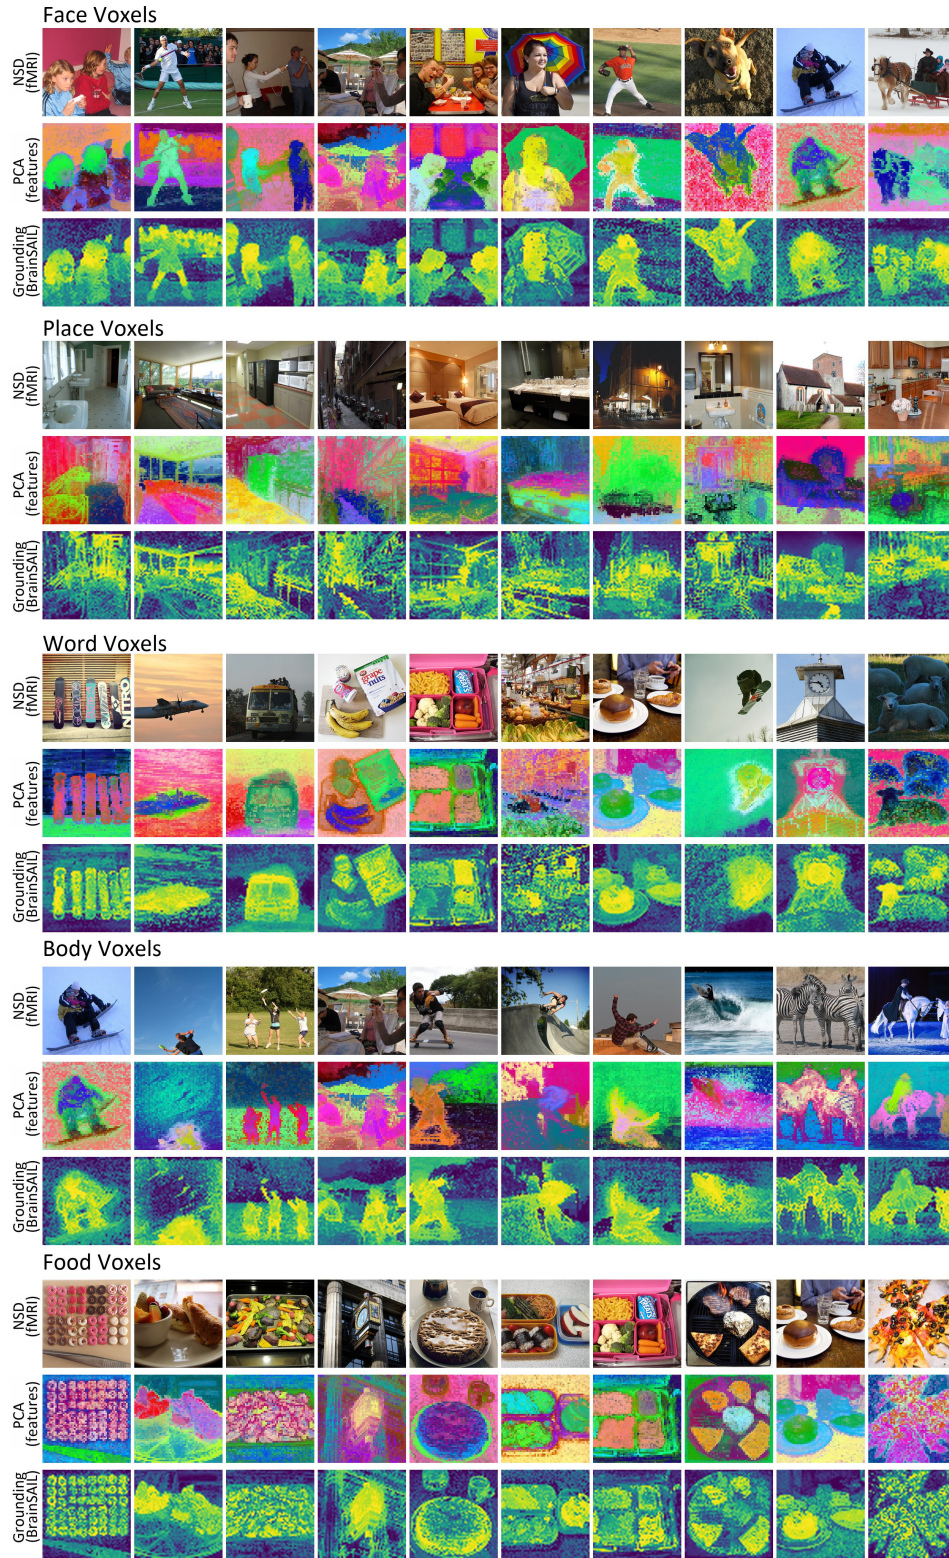 Face Voxels
NSD
(fMRI)
PCA
(features)
Grounding
(BrainSAIL)
Place Voxels
NSD
(fMRI)
PCA
(features)
Grounding
(BrainSAIL)
Word Voxels
NSD
(fMRI)
NITRO
grape
nuts
PCA
(features)
Grounding
(BrainSAIL)
Body Voxels
NSD
(fMRI)
PCA
(features)
Grounding
(BrainSAIL)
Food Voxels
NSD
(fMRI)
PCA
(features)
Grounding
(BrainSAIL)